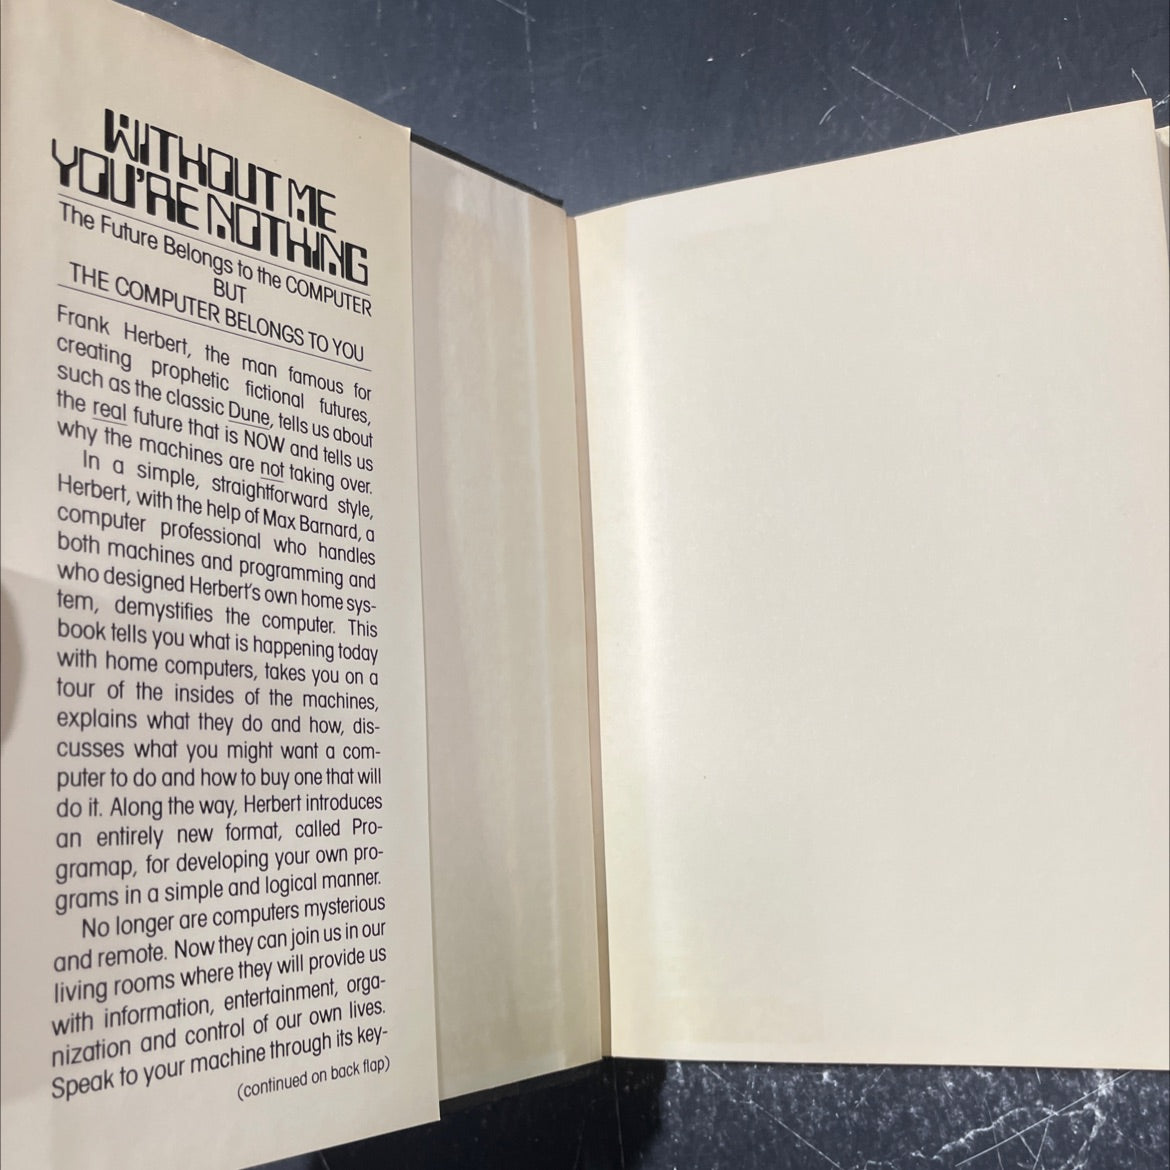 WITHOUT ME
YOU'RE NOTHING
The Future Belongs to the COMPUTER
BUT
THE COMPUTER BELONGS TO YOU
Frank Herbert, the man famous for
creating prophetic fictional futures,
such as the classic Dune, tells us about
the real future that is NOW and tells us
why the machines are not taking over.
In a simple, straightforward style,
Herbert, with the help of Max Barnard, a
computer professional who handles
both machines and programming and
who designed Herbert's own home sys-
tem, demystifies the computer. This
book tells you what is happening today
with home computers, takes you on a
tour of the insides of the machines,
explains what they do and how, dis-
cusses what you might want a com-
puter to do and how to buy one that will
do it. Along the way, Herbert introduces
an entirely new format, called Pro-
gramap, for developing your own pro-
grams in a simple and logical manner.
No longer are computers mysterious
and remote. Now they can join us in our
living rooms where they will provide us
with information, entertainment, orga-
nization and control of our own lives.
Speak to your machine through its key-
(continued on back flap)